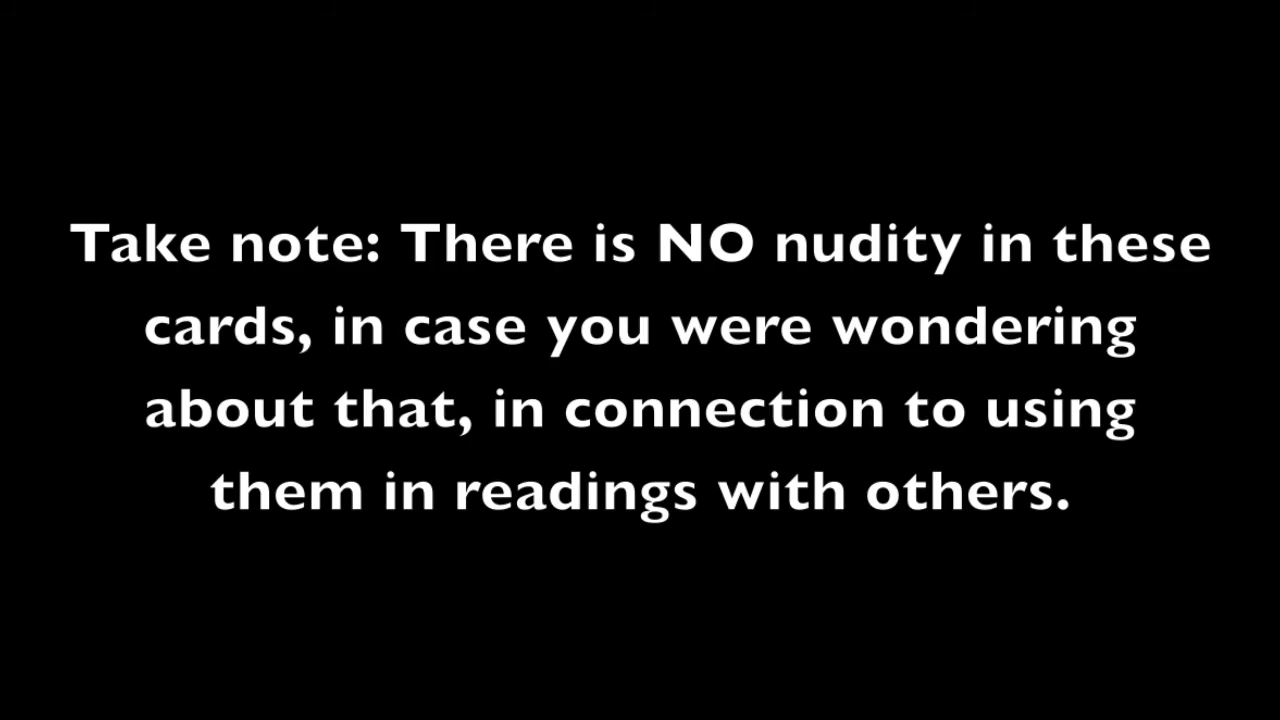 Take note: There is NO nudity in these
cards, in case you were wondering
about that, in connection to using
them in readings with others.